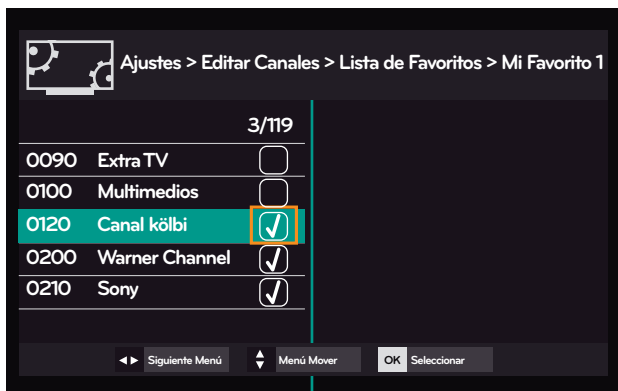 Ajustes > Editar Canales > Lista de Favoritos > Mi Favorito 1
3/119
0090 Extra TV
0100 Multimedios
0120 Canal kölbi
0200 Warner Channel
0210 Sony
Siguiente Menú Menú Mover OK Seleccionar